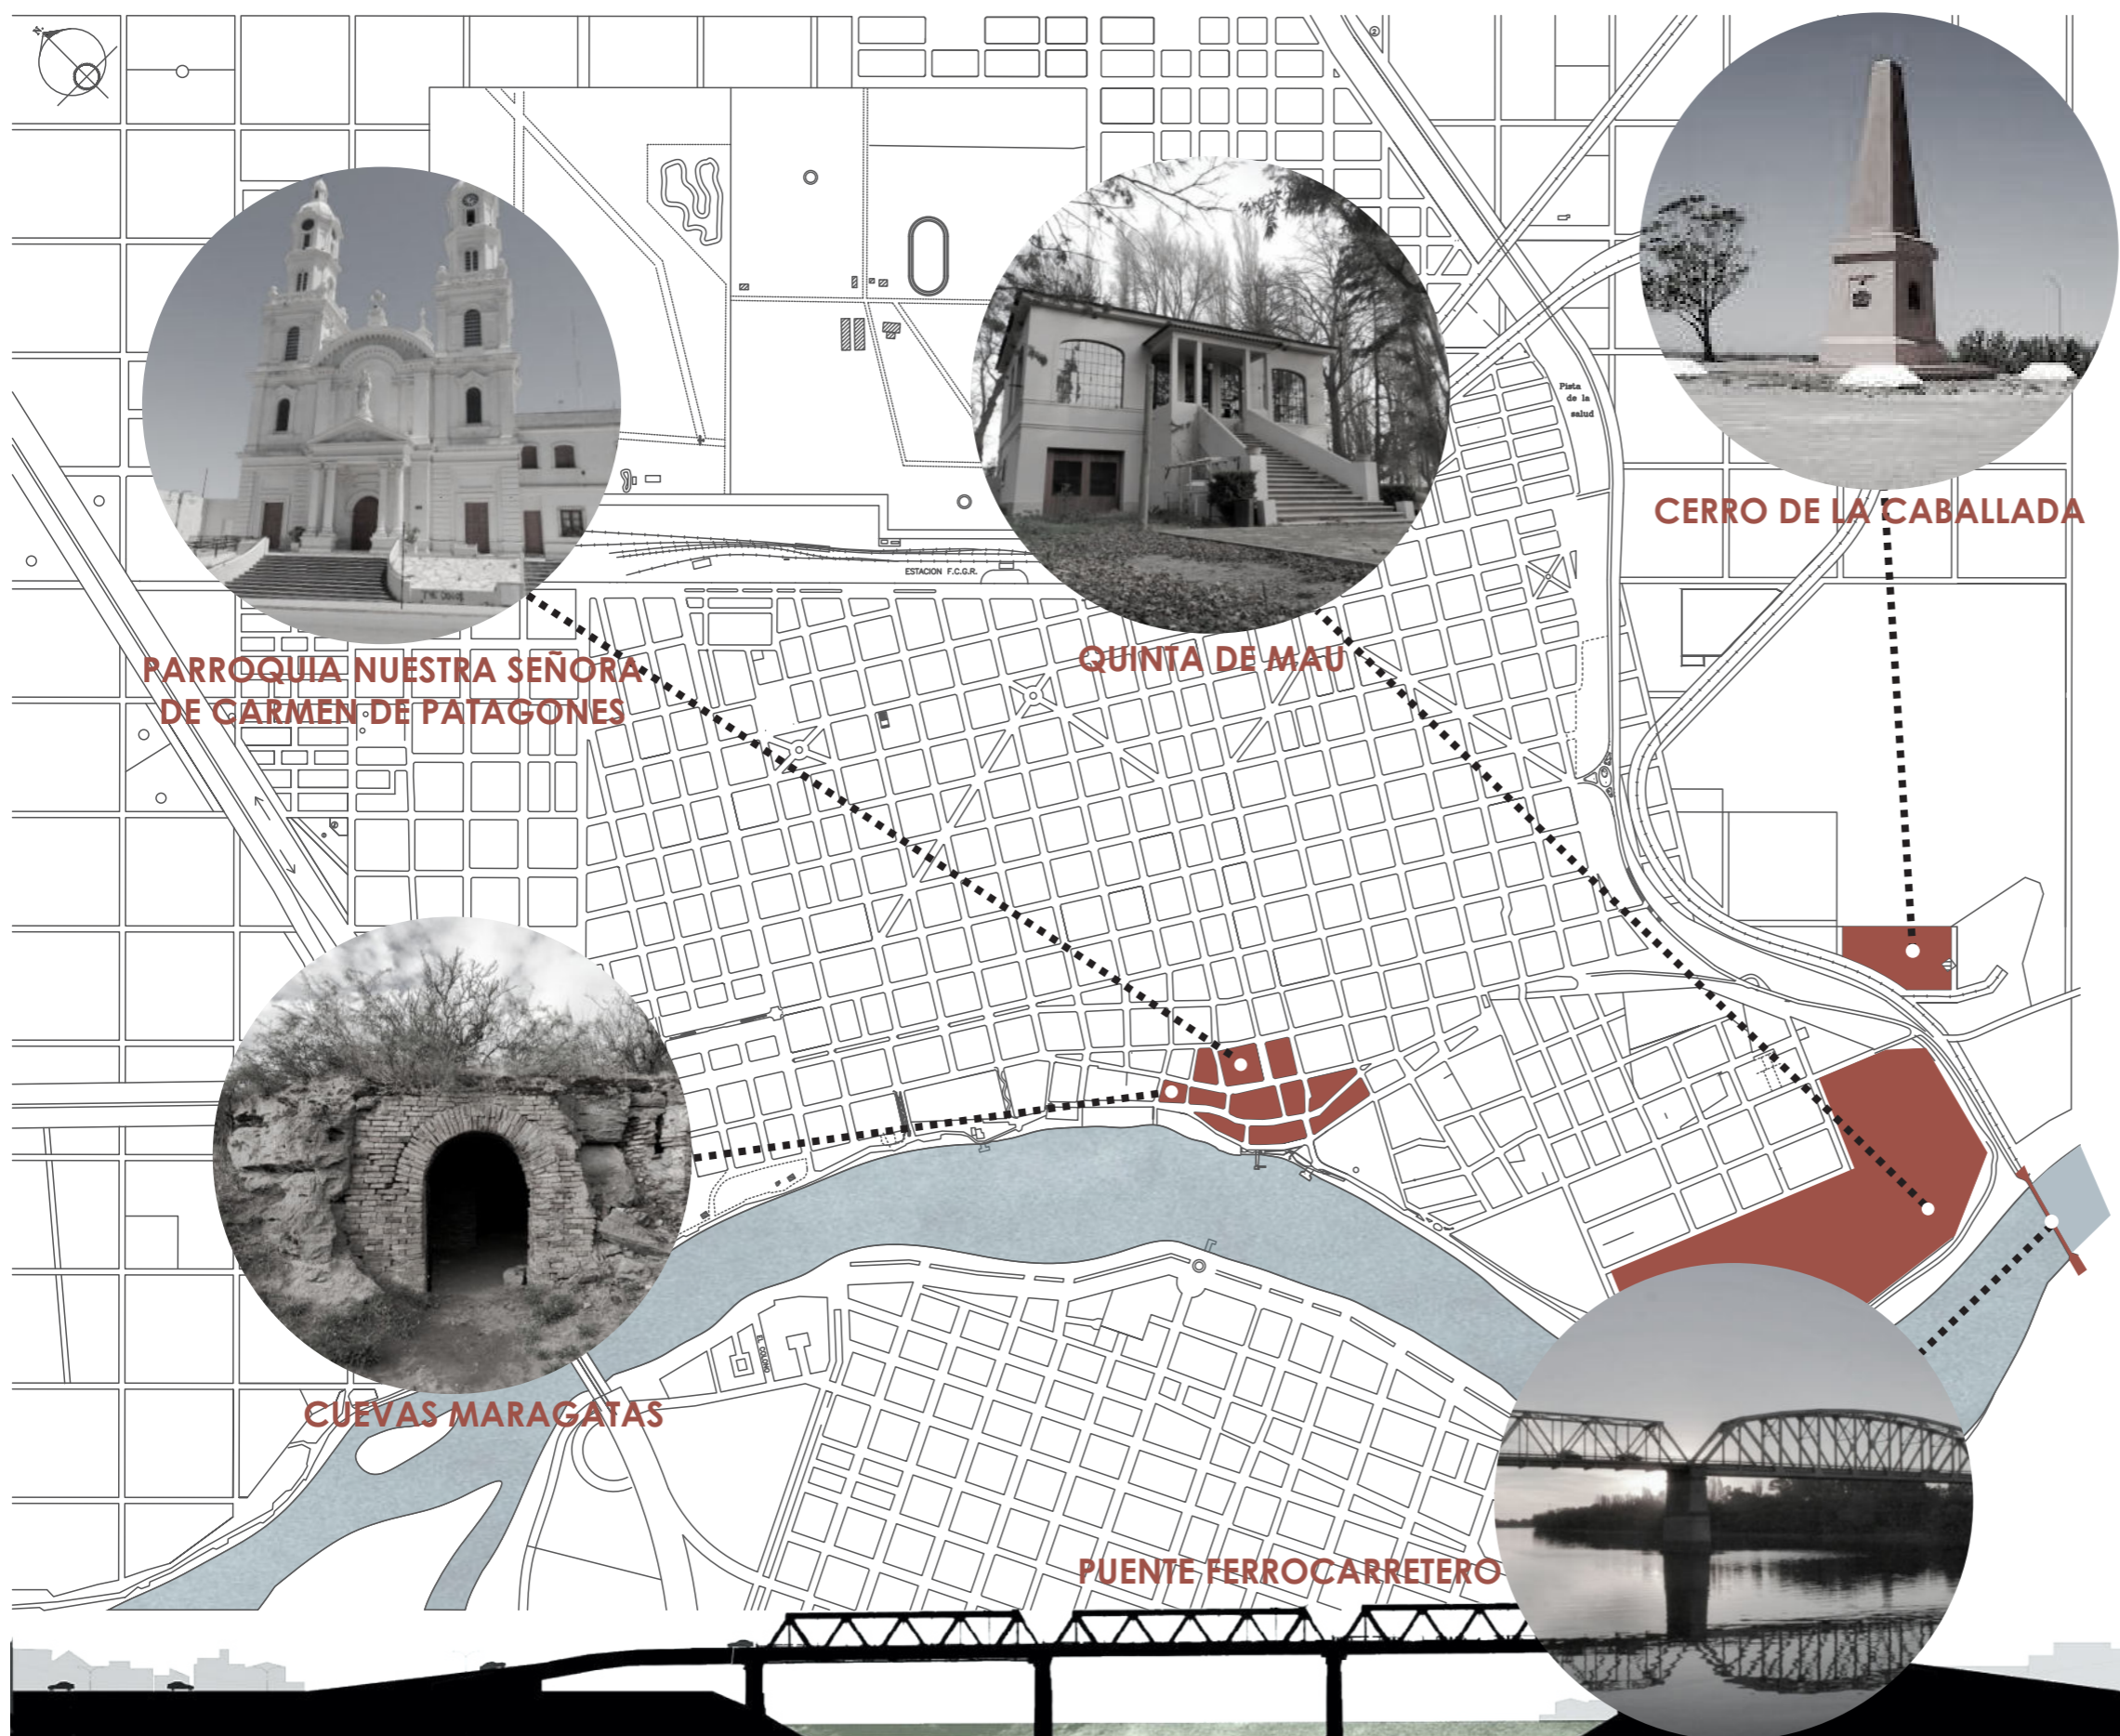 N.
2
Pista
de la
salud
CERRO DE LA CABALLADA
ESTACION F.C.G.R.
PARROQUIA NUESTRA SEÑORA
DE CARMEN DE PATAGONES
QUINTA DE MAU
EL COLONO
CUEVAS MARAGATAS
PUENTE FERROCARRETERO